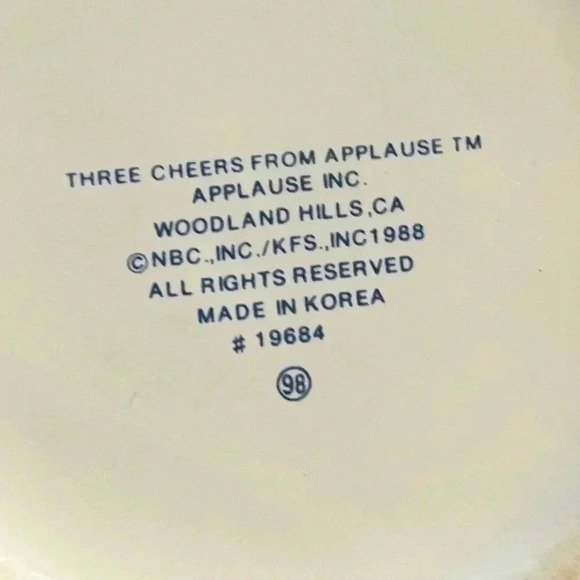 THREE CHEERS FROM APPLAUSE TM
APPLAUSE INC.
WOODLAND HILLS,CA
©NBC.,INC./KFS.,INC1988
ALL RIGHTS RESERVED
MADE IN KOREA
# 19684
98